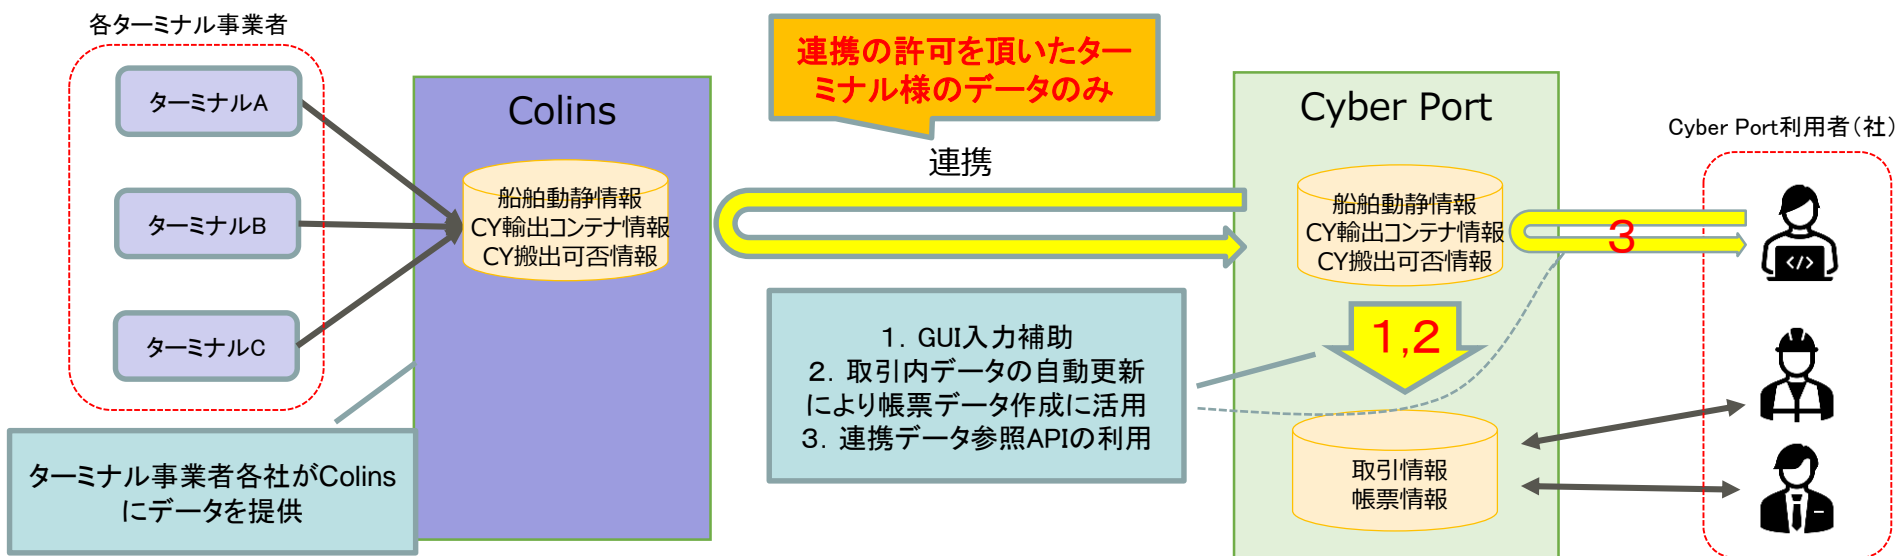 各ターミナル事業者
ターミナルA
ターミナルB
ターミナルC
ターミナル事業者各社がColins
にデータを提供
Colins
船舶動静情報
CY輸出コンテナ情報
CY搬出可否情報
連携の許可を頂いたター
ミナル様のデータのみ
連携
1．GUI入力補助
2．取引内データの自動更新
により帳票データ作成に活用
3．連携データ参照APIの利用
Cyber Port
船舶動静情報
CY輸出コンテナ情報
CY搬出可否情報
1,2
取引情報
帳票情報
3
Cyber Port利用者（社）